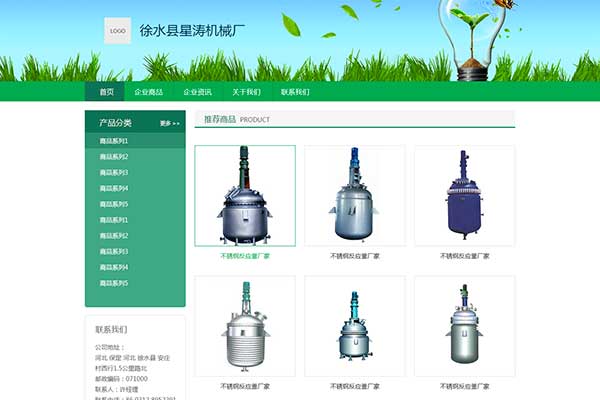 LOGO
徐水县星涛机械厂
首页 企业商品 企业资讯 关于我们 联系我们
产品分类 更多 >>
商品系列1
商品系列2
商品系列3
商品系列4
商品系列5
商品系列1
商品系列2
商品系列3
商品系列4
商品系列5
推荐商品 PRODUCT
不锈钢反应釜厂家 不锈钢反应釜厂家 不锈钢反应釜厂家
不锈钢反应釜厂家 不锈钢反应釜厂家 不锈钢反应釜厂家
联系我们
公司地址：
河北 保定 河北 徐水县 安庄
村西行1.5公里路北
邮政编码：071000
联系人：许经理